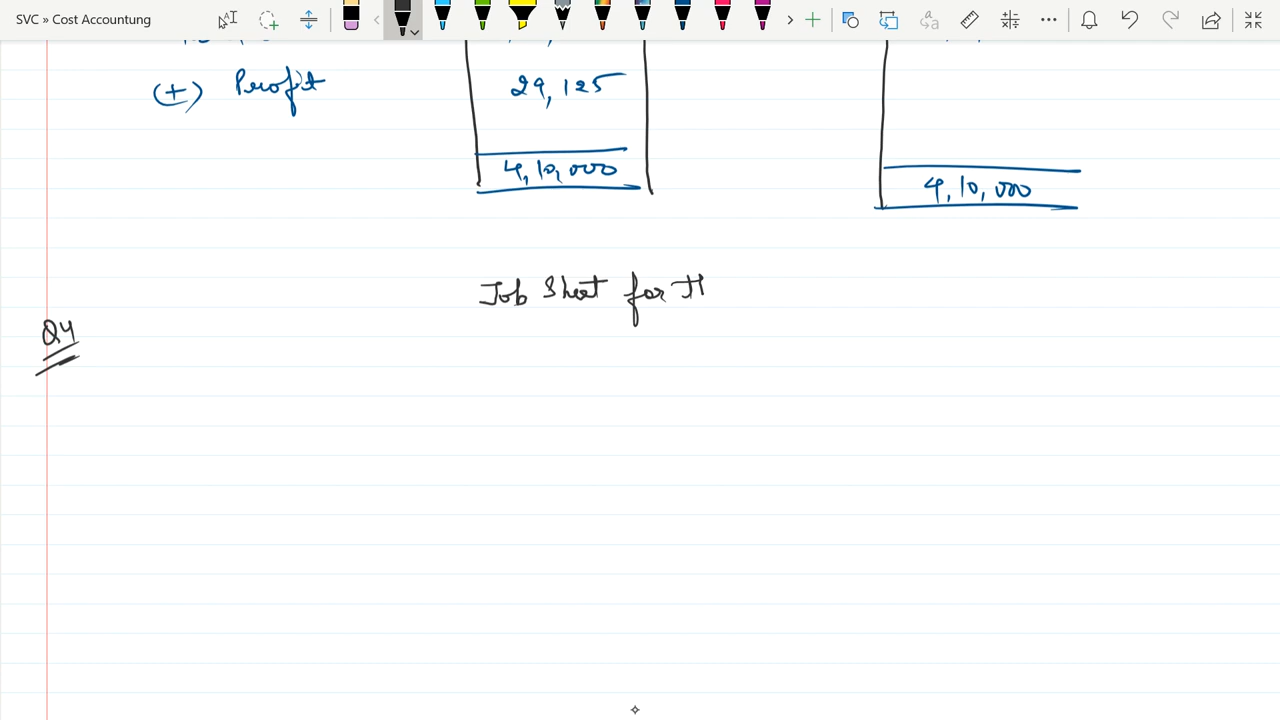 SVC » Cost Accountung
(+) Profit 29,125
4,10,000 4,10,000
Job Sheet for
Q4